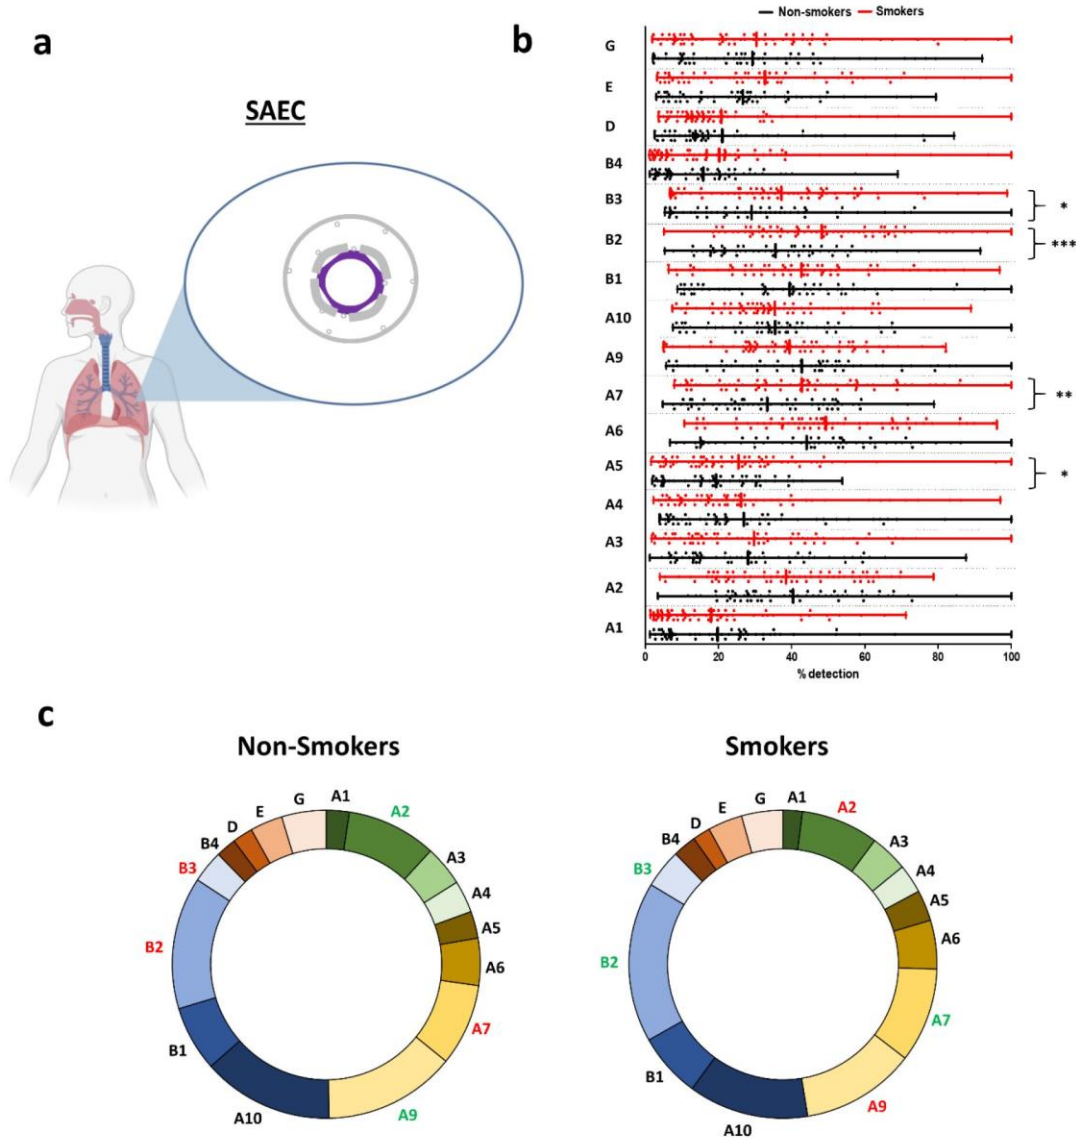 a
SAEC
b
Non-smokers Smokers
G
E
D
B4
B3 *
B2 ***
B1
A10
A9
A7 **
A6
A5 *
A4
A3
A2
A1
0 20 40 60 80 100
% detection
c
Non-Smokers
A1
A2
A3
A4
A5
A6
A7
A9
A10
B1
B2
B3
B4
D
E
G
Smokers
A1
A2
A3
A4
A5
A6
A7
A9
A10
B1
B2
B3
B4
D
E
G